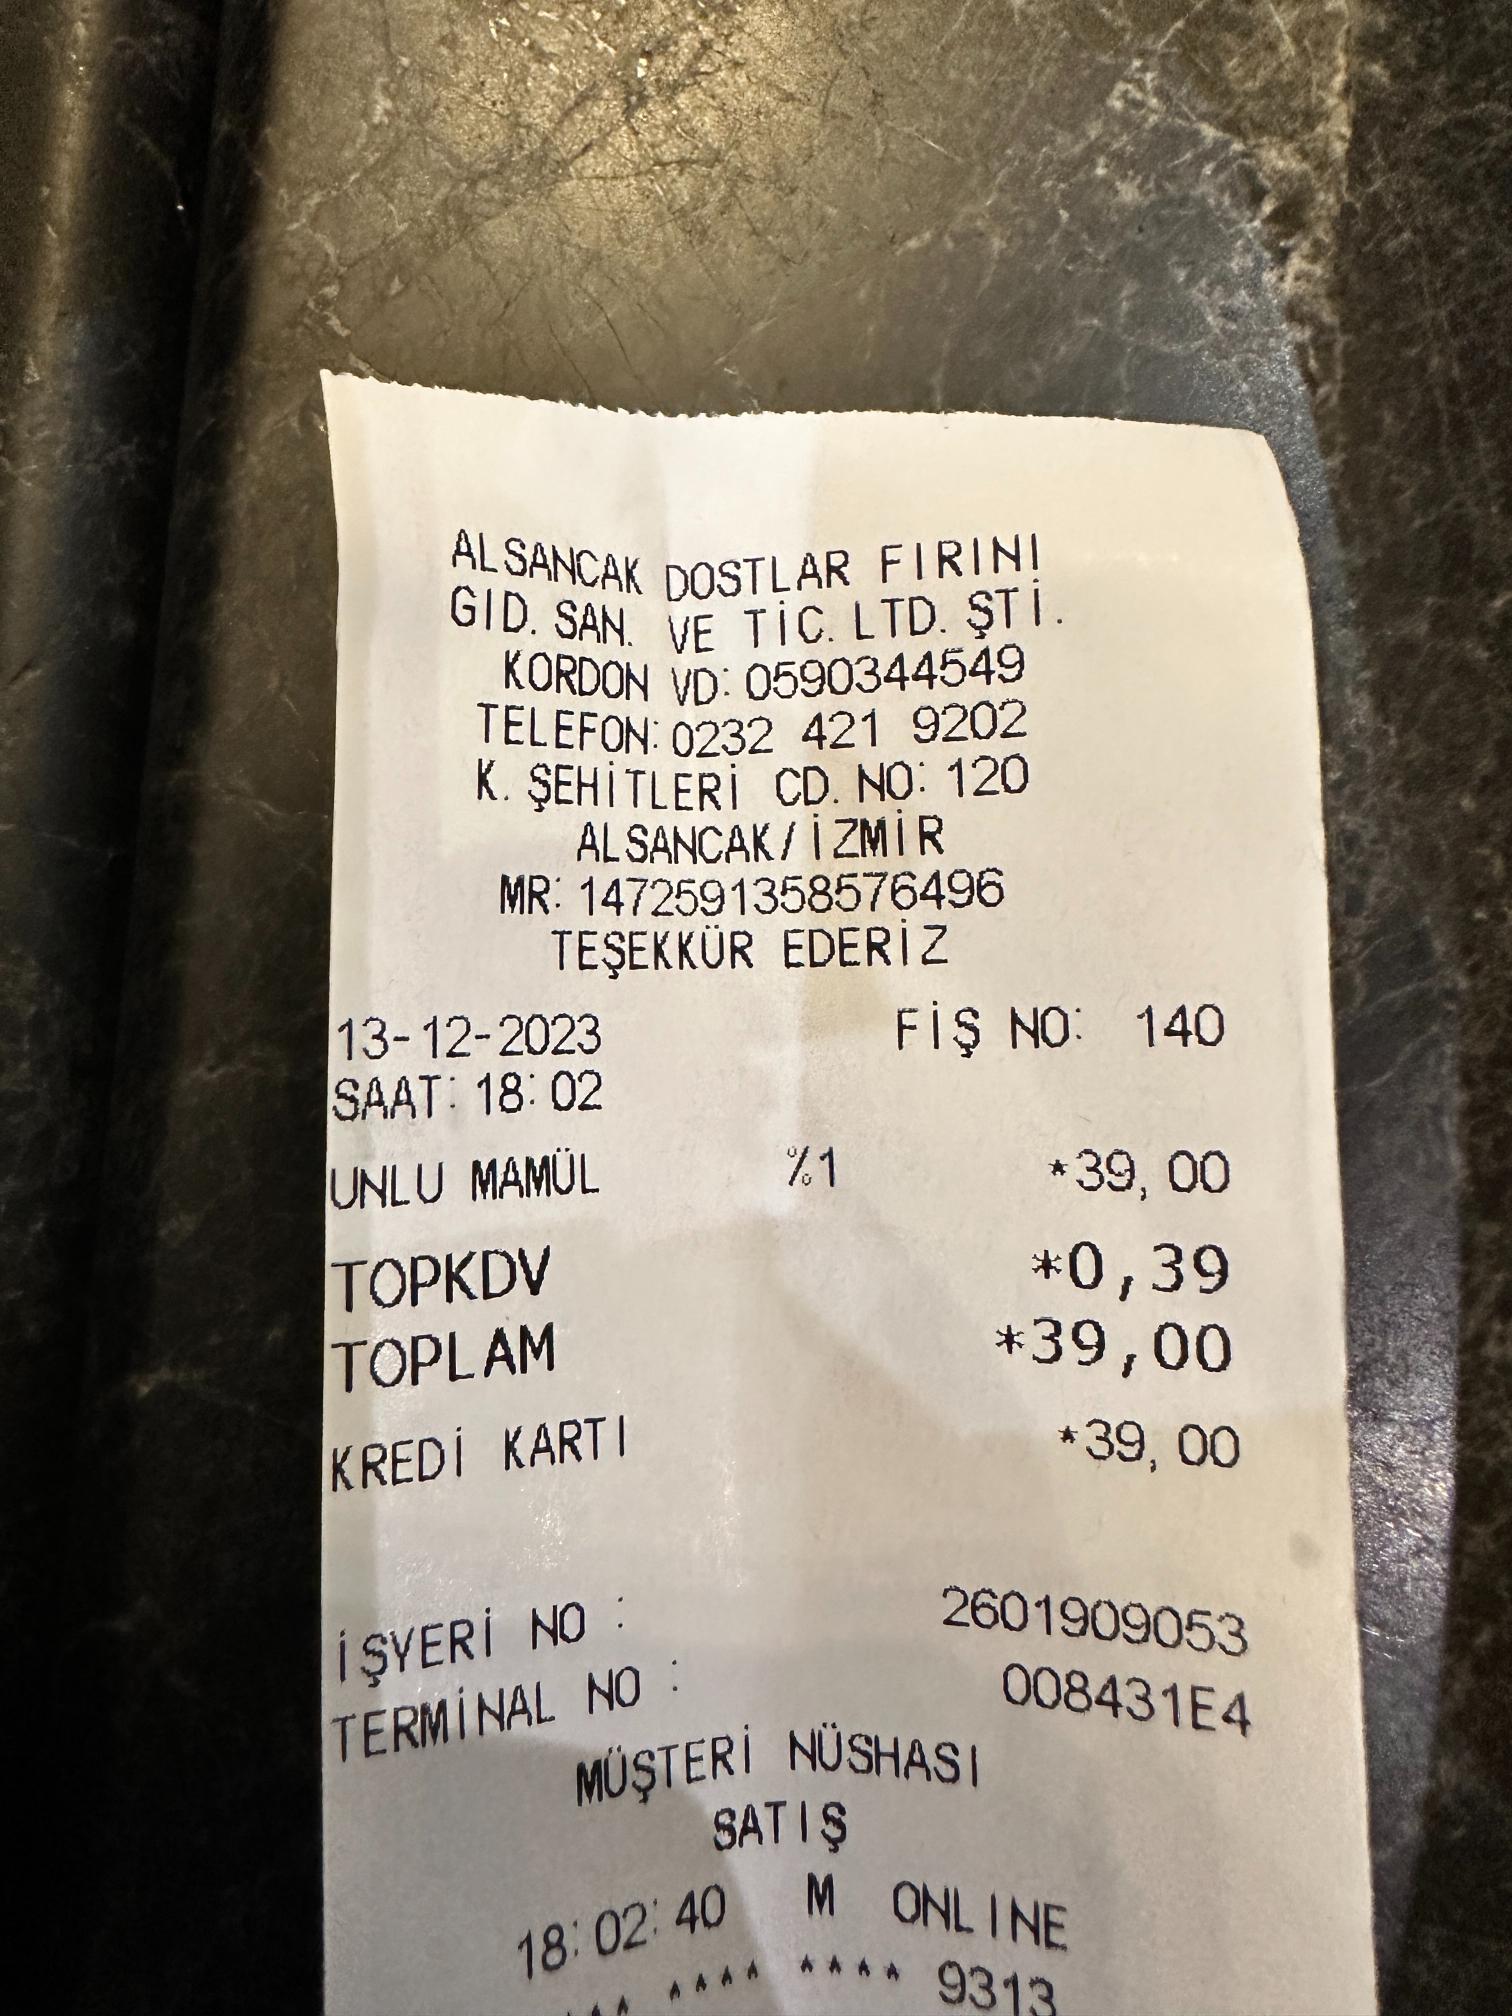 ALSANCAK DOSTLAR FIRINI
GID. SAN. VE TİC. LTD. ŞTİ.
KORDON VD: 0590344549
TELEFON: 0232 421 9202
K. ŞEHİTLERİ CD. NO: 120
ALSANCAK/İZMİR
MR: 1472591358576496
TEŞEKKÜR EDERİZ
13-12-2023 FİŞ NO: 140
SAAT: 18:02
UNLU MAMÜL %1 *39,00
TOPKDV *0,39
TOPLAM *39,00
KREDİ KARTI *39,00
İŞYERİ NO : 2601909053
TERMİNAL NO : 008431E4
MÜŞTERİ NÜSHASI
SATIŞ
18:02:40 M ONLINE
**** **** 9313